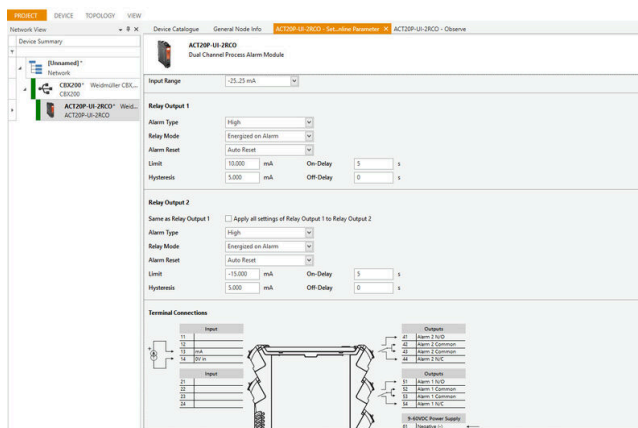 PROJECT DEVICE TOPOLOGY VIEW
Network View
Device Catalogue General Node Info ACT20P-UI-2RCO - Set...nline Parameter × ACT20P-UI-2RCO - Observe
Device Summary
[Unnamed]*
Network
CBX200* Weidmüller CBX...
CBX200
ACT20P-UI-2RCO* Weid...
ACT20P-UI-2RCO
ACT20P-UI-2RCO
Dual Channel Process Alarm Module
Input Range -25..25 mA
Relay Output 1
Alarm Type High
Relay Mode Energized on Alarm
Alarm Reset Auto Reset
Limit 10.000 mA On-Delay 5 s
Hysteresis 5.000 mA Off-Delay 0 s
Relay Output 2
Same as Relay Output 1 Apply all settings of Relay Output 1 to Relay Output 2
Alarm Type High
Relay Mode Energized on Alarm
Alarm Reset Auto Reset
Limit -15.000 mA On-Delay 5 s
Hysteresis 5.000 mA Off-Delay 0 s
Terminal Connections
Input
11
12
13 mA
14 0V in
Input
21
22
23
24
Outputs
41 Alarm 2 N/O
42 Alarm 2 Common
43 Alarm 2 Common
44 Alarm 2 N/C
Outputs
51 Alarm 1 N/O
52 Alarm 1 Common
53 Alarm 1 Common
54 Alarm 1 N/C
9-60VDC Power Supply
61 Negative (-)